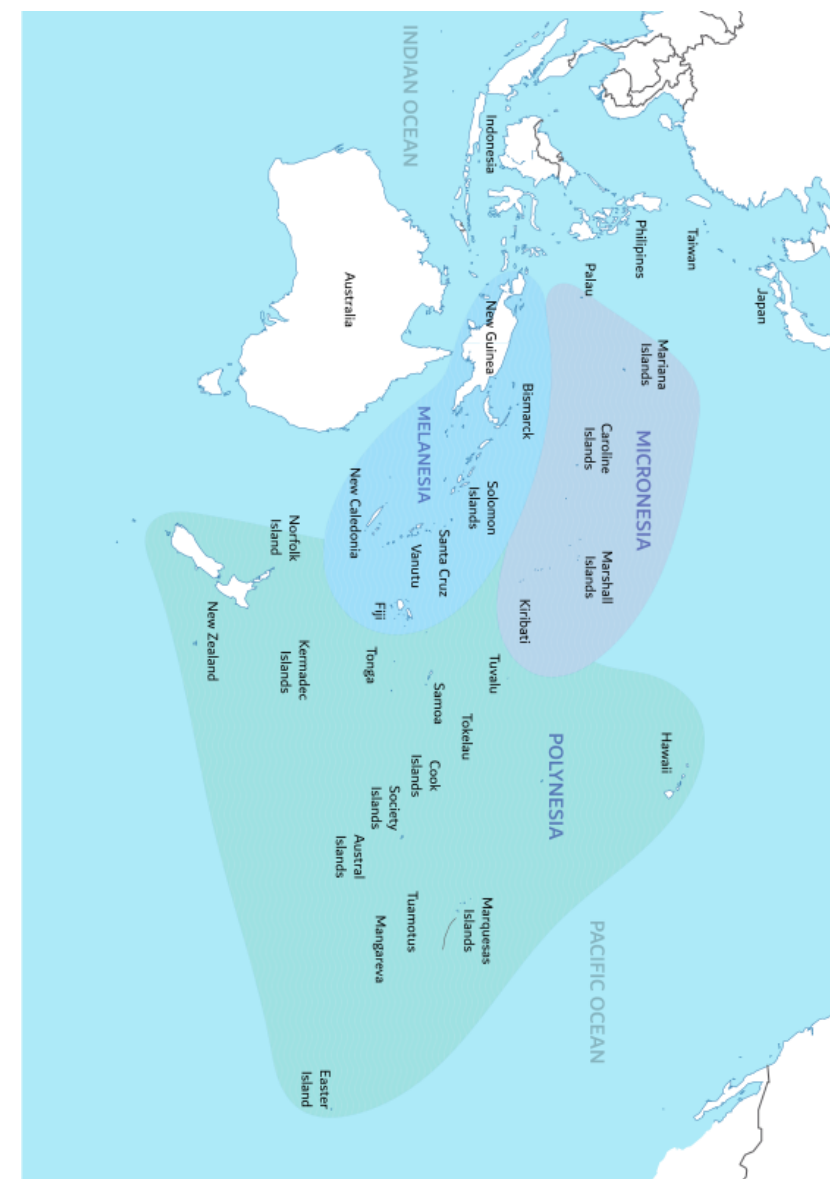 INDIAN OCEAN
Indonesia
Philipines
Taiwan
Japan
Palau
Australia
New Guinea
Bismarck
Mariana
Islands
Caroline
Islands
MICRONESIA
Marshall
Islands
Kiribati
MELANESIA
Solomon
Islands
Santa Cruz
Vanutu
New Caledonia
Fiji
Norfolk
Island
New Zealand
Kermadec
Islands
Tonga
Tuvalu
Samoa
Tokelau
Cook
Islands
Society
Islands
Austral
Islands
POLYNESIA
Hawaii
Marquesas
Islands
Tuamotus
Mangareva
PACIFIC OCEAN
Easter
Island